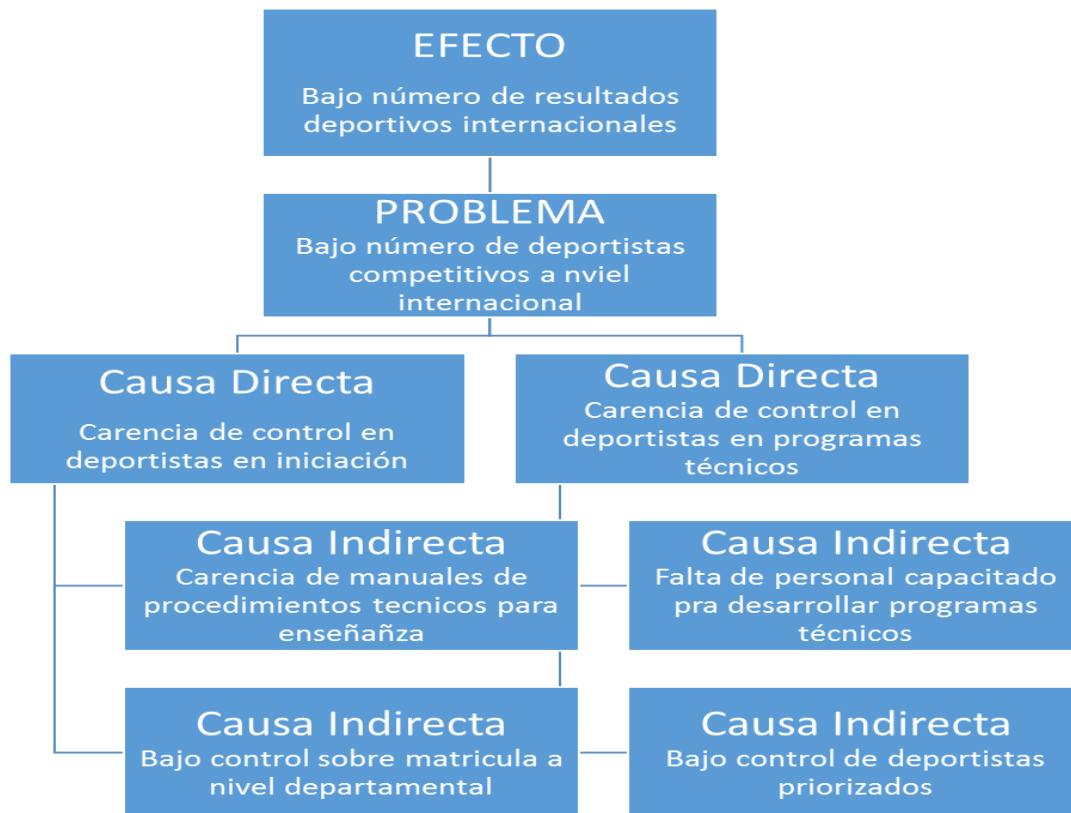 EFECTO
Bajo número de resultados
deportivos internacionales
PROBLEMA
Bajo número de deportistas
competitivos a nviel
internacional
Causa Directa
Carencia de control en
deportistas en iniciación
Causa Directa
Carencia de control en
deportistas en programas
técnicos
Causa Indirecta
Carencia de manuales de
procedimientos tecnicos para
enseñañza
Causa Indirecta
Falta de personal capacitado
pra desarrollar programas
técnicos
Causa Indirecta
Bajo control sobre matricula a
nivel departamental
Causa Indirecta
Bajo control de deportistas
priorizados